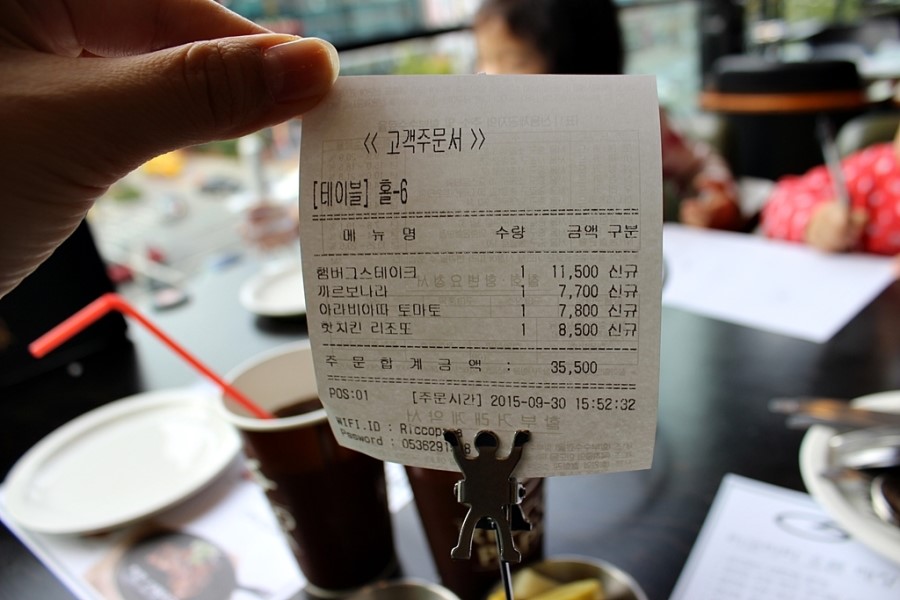 << 고객주문서 >>
[테이블] 홀-6
메 뉴 명 수량 금액 구분
햄버그스테이크 1 11,500 신규
까르보나라 1 7,700 신규
아라비아따 토마토 1 7,800 신규
핫치킨 리조또 1 8,500 신규
주 문 합 계 금 액 : 35,500
POS:01 [주문시간] 2015-09-30 15:52:32
WIFI.ID :
Password :